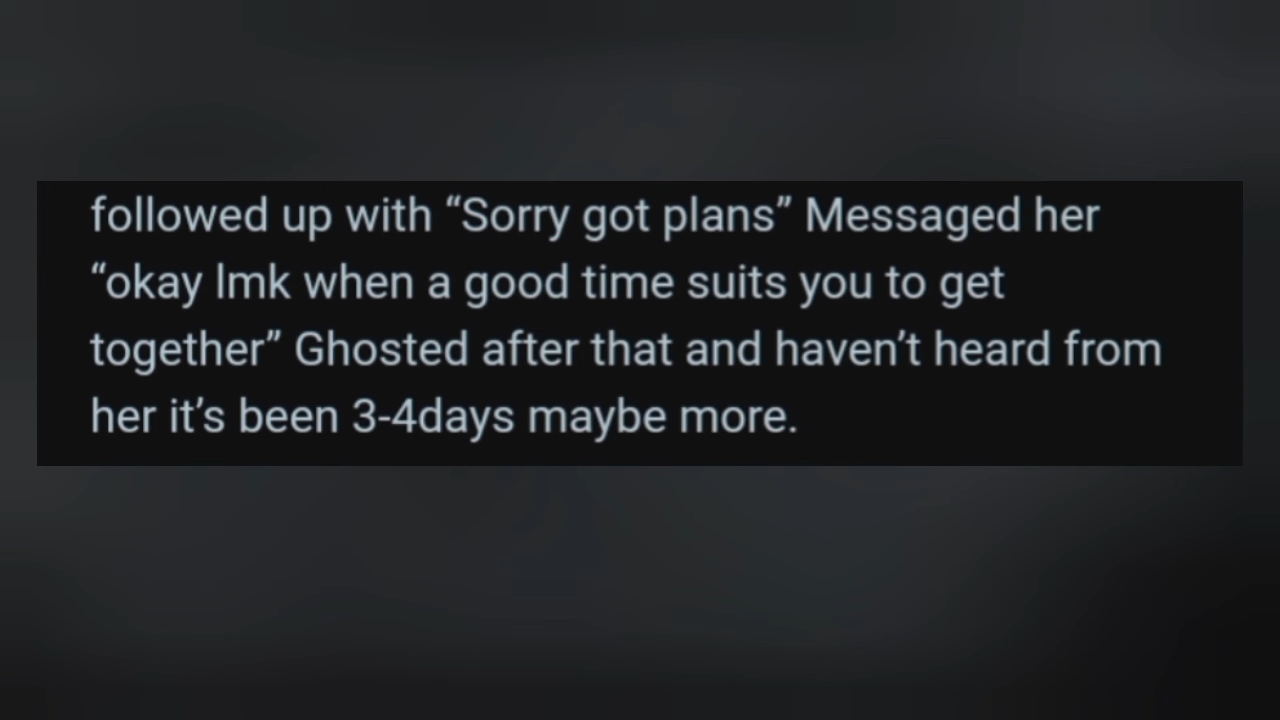 followed up with “Sorry got plans” Messaged her
“okay lmk when a good time suits you to get
together” Ghosted after that and haven’t heard from
her it’s been 3-4days maybe more.